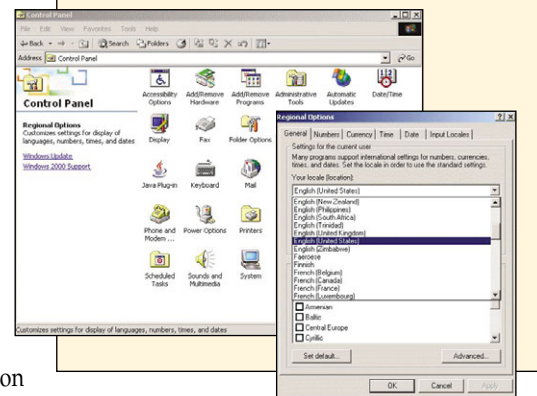 Control Panel
File Edit View Favorites Tools Help
Back Search Folders
Address Control Panel Go
Control Panel
Regional Options
Customizes settings for display of
languages, numbers, times, and dates
Windows Update
Windows 2000 Support
Accessibility Options
Add/Remove Hardware
Add/Remove Programs
Administrative Tools
Automatic Updates
Date/Time
Display
Fax
Folder Options
Java Plug-in
Keyboard
Mail
Phone and Modem ...
Power Options
Printers
Scheduled Tasks
Sounds and Multimedia
System
Customizes settings for display of languages, numbers, times, and dates
Regional Options
General Numbers Currency Time Date Input Locales
Settings for the current user
Many programs support international settings for numbers, currencies,
times, and dates. Set the locale in order to use the standard settings.
Your locale (location):
English (United States)
English (New Zealand)
English (Philippines)
English (South Africa)
English (Trinidad)
English (United Kingdom)
English (United States)
English (Zimbabwe)
Faeroese
Finnish
French (Belgium)
French (Canada)
French (France)
French (Luxembourg)
Armenian
Baltic
Central Europe
Cyrillic
Set default...
Advanced...
OK Cancel Apply
on